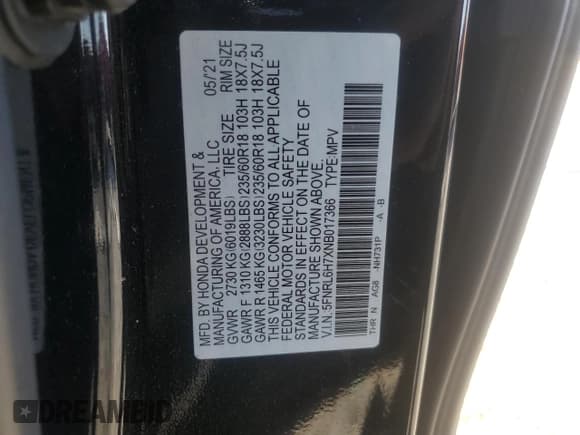 MFD. BY HONDA DEVELOPMENT &
MANUFACTURING OF AMERICA, LLC 05/'21
GVWR 2730 KG(6019LBS) TIRE SIZE RIM SIZE
GAWR F 1310 KG(2888LBS) 235/60R18 103H 18X7.5J
GAWR R 1465 KG(3230LBS) 235/60R18 103H 18X7.5J
THIS VEHICLE CONFORMS TO ALL APPLICABLE
FEDERAL MOTOR VEHICLE SAFETY
STANDARDS IN EFFECT ON THE DATE OF
MANUFACTURE SHOWN ABOVE.
V.I.N. 5FNRL6H7XNB017366 TYPE-MPV
THR N AG8 -NH731P -A -B
DREAMBID